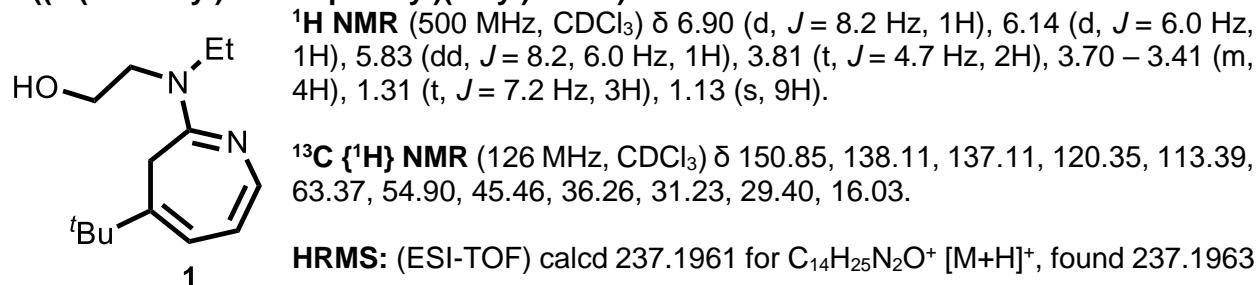 ¹H NMR (500 MHz, CDCl₃) δ 6.90 (d, J = 8.2 Hz, 1H), 6.14 (d, J = 6.0 Hz,
1H), 5.83 (dd, J = 8.2, 6.0 Hz, 1H), 3.81 (t, J = 4.7 Hz, 2H), 3.70 – 3.41 (m,
4H), 1.31 (t, J = 7.2 Hz, 3H), 1.13 (s, 9H).
¹³C {¹H} NMR (126 MHz, CDCl₃) δ 150.85, 138.11, 137.11, 120.35, 113.39,
63.37, 54.90, 45.46, 36.26, 31.23, 29.40, 16.03.
HRMS: (ESI-TOF) calcd 237.1961 for C₁₄H₂₅N₂O⁺ [M+H]⁺, found 237.1963
Et
HO
N
N
ᵗBu
1